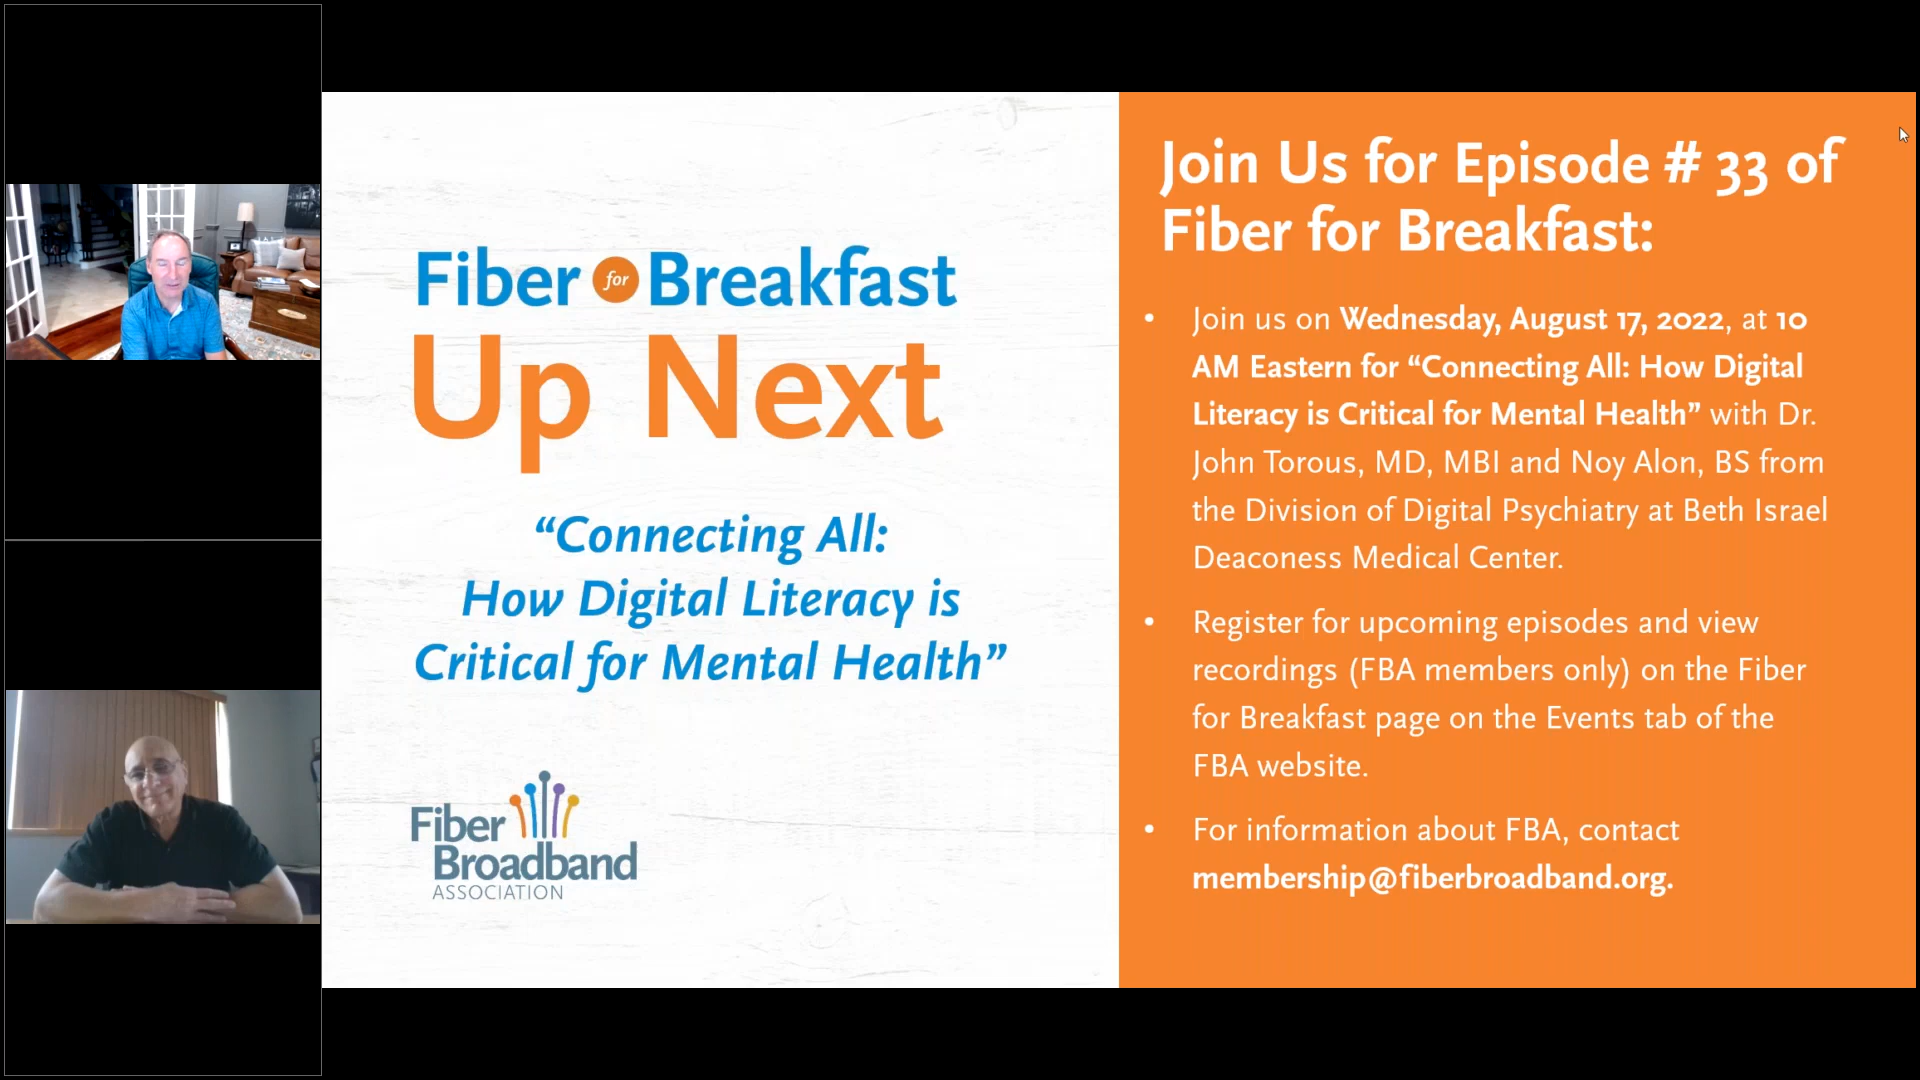 Fiber for Breakfast
Up Next
“Connecting All:
How Digital Literacy is
Critical for Mental Health”
Fiber
Broadband
ASSOCIATION
Join Us for Episode # 33 of
Fiber for Breakfast:
• Join us on Wednesday, August 17, 2022, at 10
AM Eastern for “Connecting All: How Digital
Literacy is Critical for Mental Health” with Dr.
John Torous, MD, MBI and Noy Alon, BS from
the Division of Digital Psychiatry at Beth Israel
Deaconess Medical Center.
• Register for upcoming episodes and view
recordings (FBA members only) on the Fiber
for Breakfast page on the Events tab of the
FBA website.
• For information about FBA, contact
membership@fiberbroadband.org.